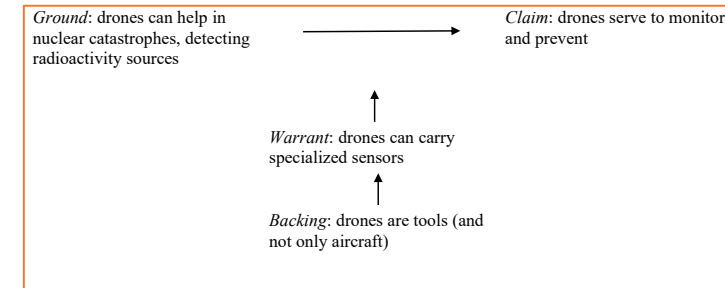 Ground: drones can help in
nuclear catastrophes, detecting
radioactivity sources
Claim: drones serve to monitor
and prevent
Warrant: drones can carry
specialized sensors
Backing: drones are tools (and
not only aircraft)